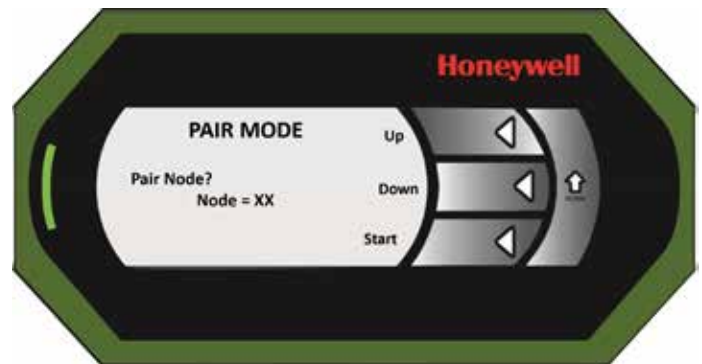 Honeywell
PAIR MODE
Up
Pair Node?
Node = XX
Down
Start